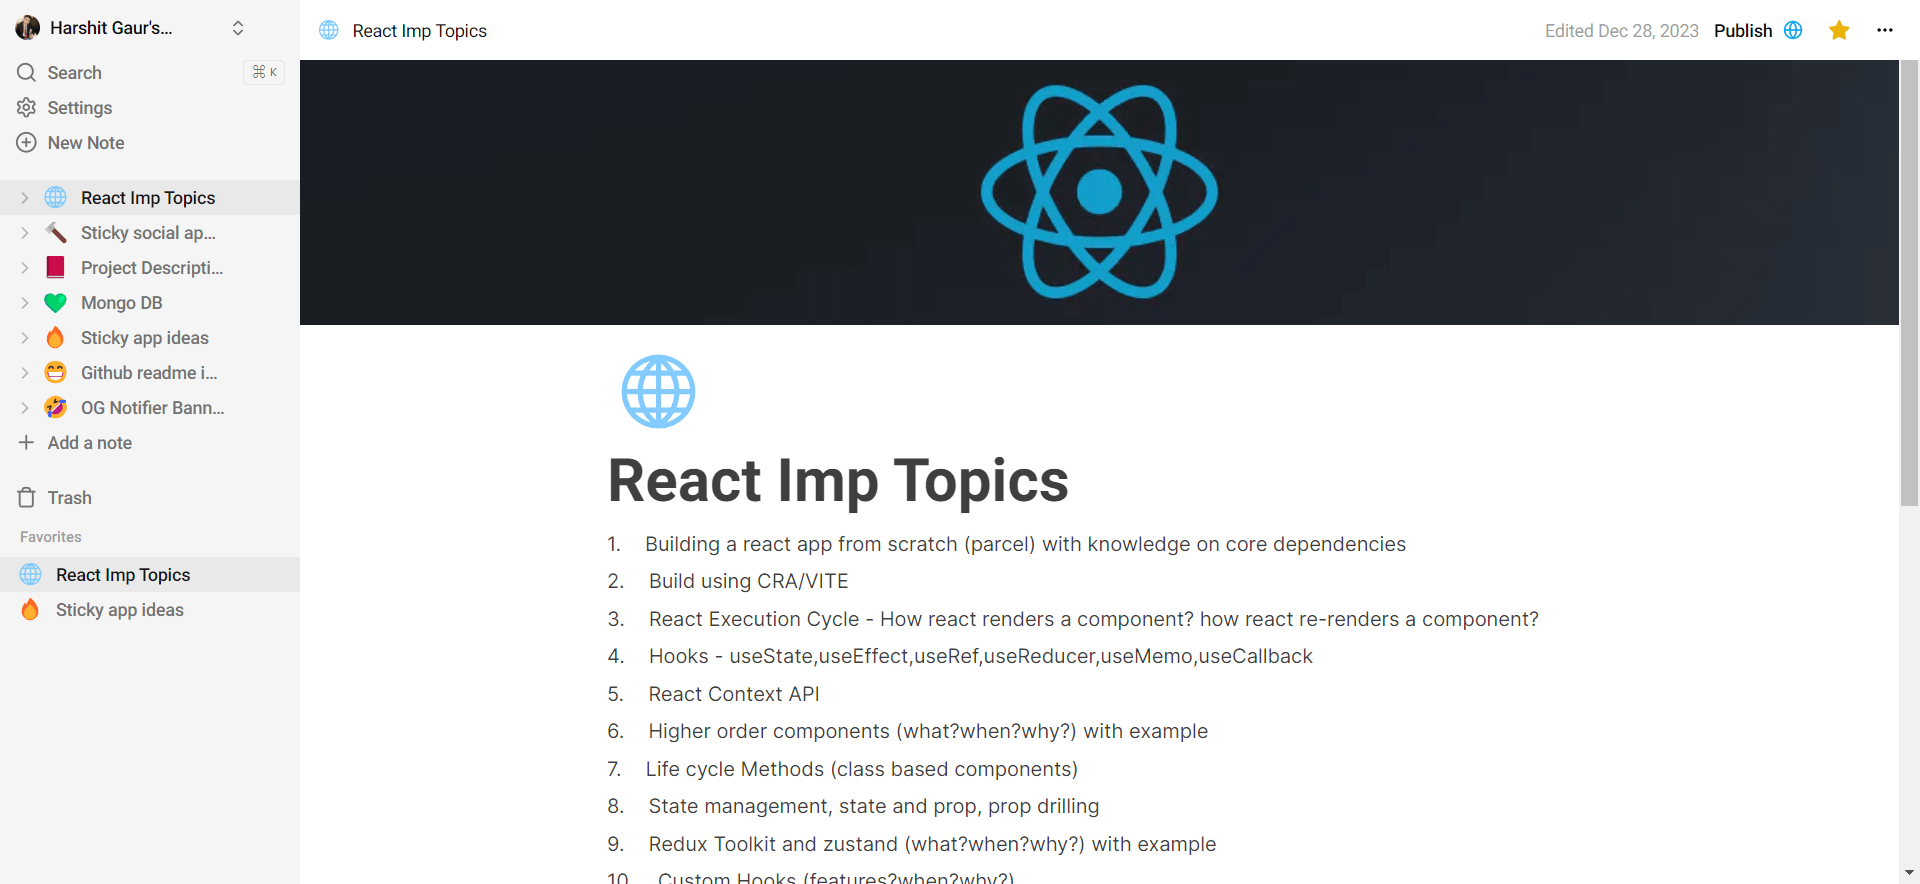 Harshit Gaur's...
Search
⌘ K
Settings
New Note
React Imp Topics
Sticky social ap...
Project Descripti...
Mongo DB
Sticky app ideas
Github readme i...
OG Notifier Bann...
Add a note
Trash
Favorites
React Imp Topics
Sticky app ideas
React Imp Topics
Edited Dec 28, 2023
Publish
React Imp Topics
1. Building a react app from scratch (parcel) with knowledge on core dependencies
2. Build using CRA/VITE
3. React Execution Cycle - How react renders a component? how react re-renders a component?
4. Hooks - useState,useEffect,useRef,useReducer,useMemo,useCallback
5. React Context API
6. Higher order components (what?when?why?) with example
7. Life cycle Methods (class based components)
8. State management, state and prop, prop drilling
9. Redux Toolkit and zustand (what?when?why?) with example
10. Custom Hooks (features?when?why?)